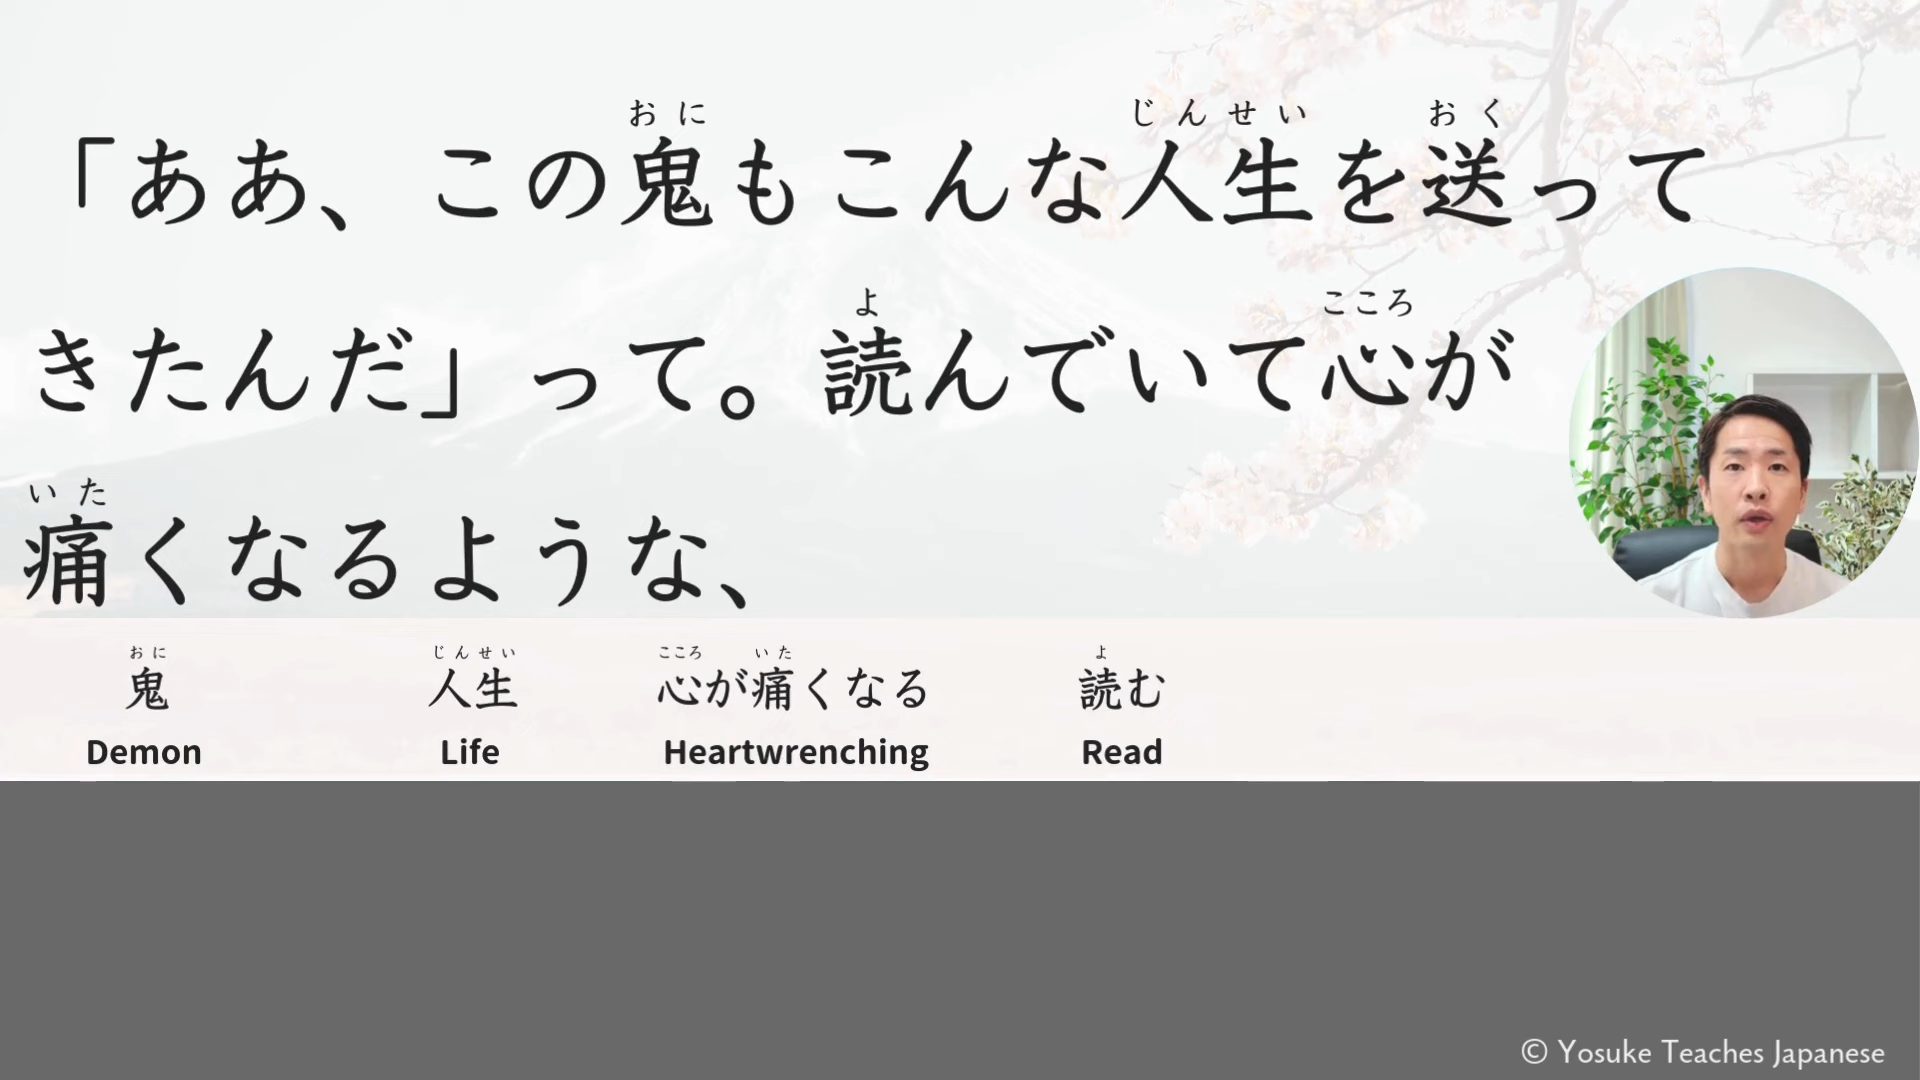 おに じんせい おく
「ああ、この鬼もこんな人生を送って
よ こころ
きたんだ」って。読んでいて心が
いた
痛くなるような、
おに じんせい こころ いた よ
鬼 人生 心が痛くなる 読む
Demon Life Heartwrenching Read
© Yosuke Teaches Japanese